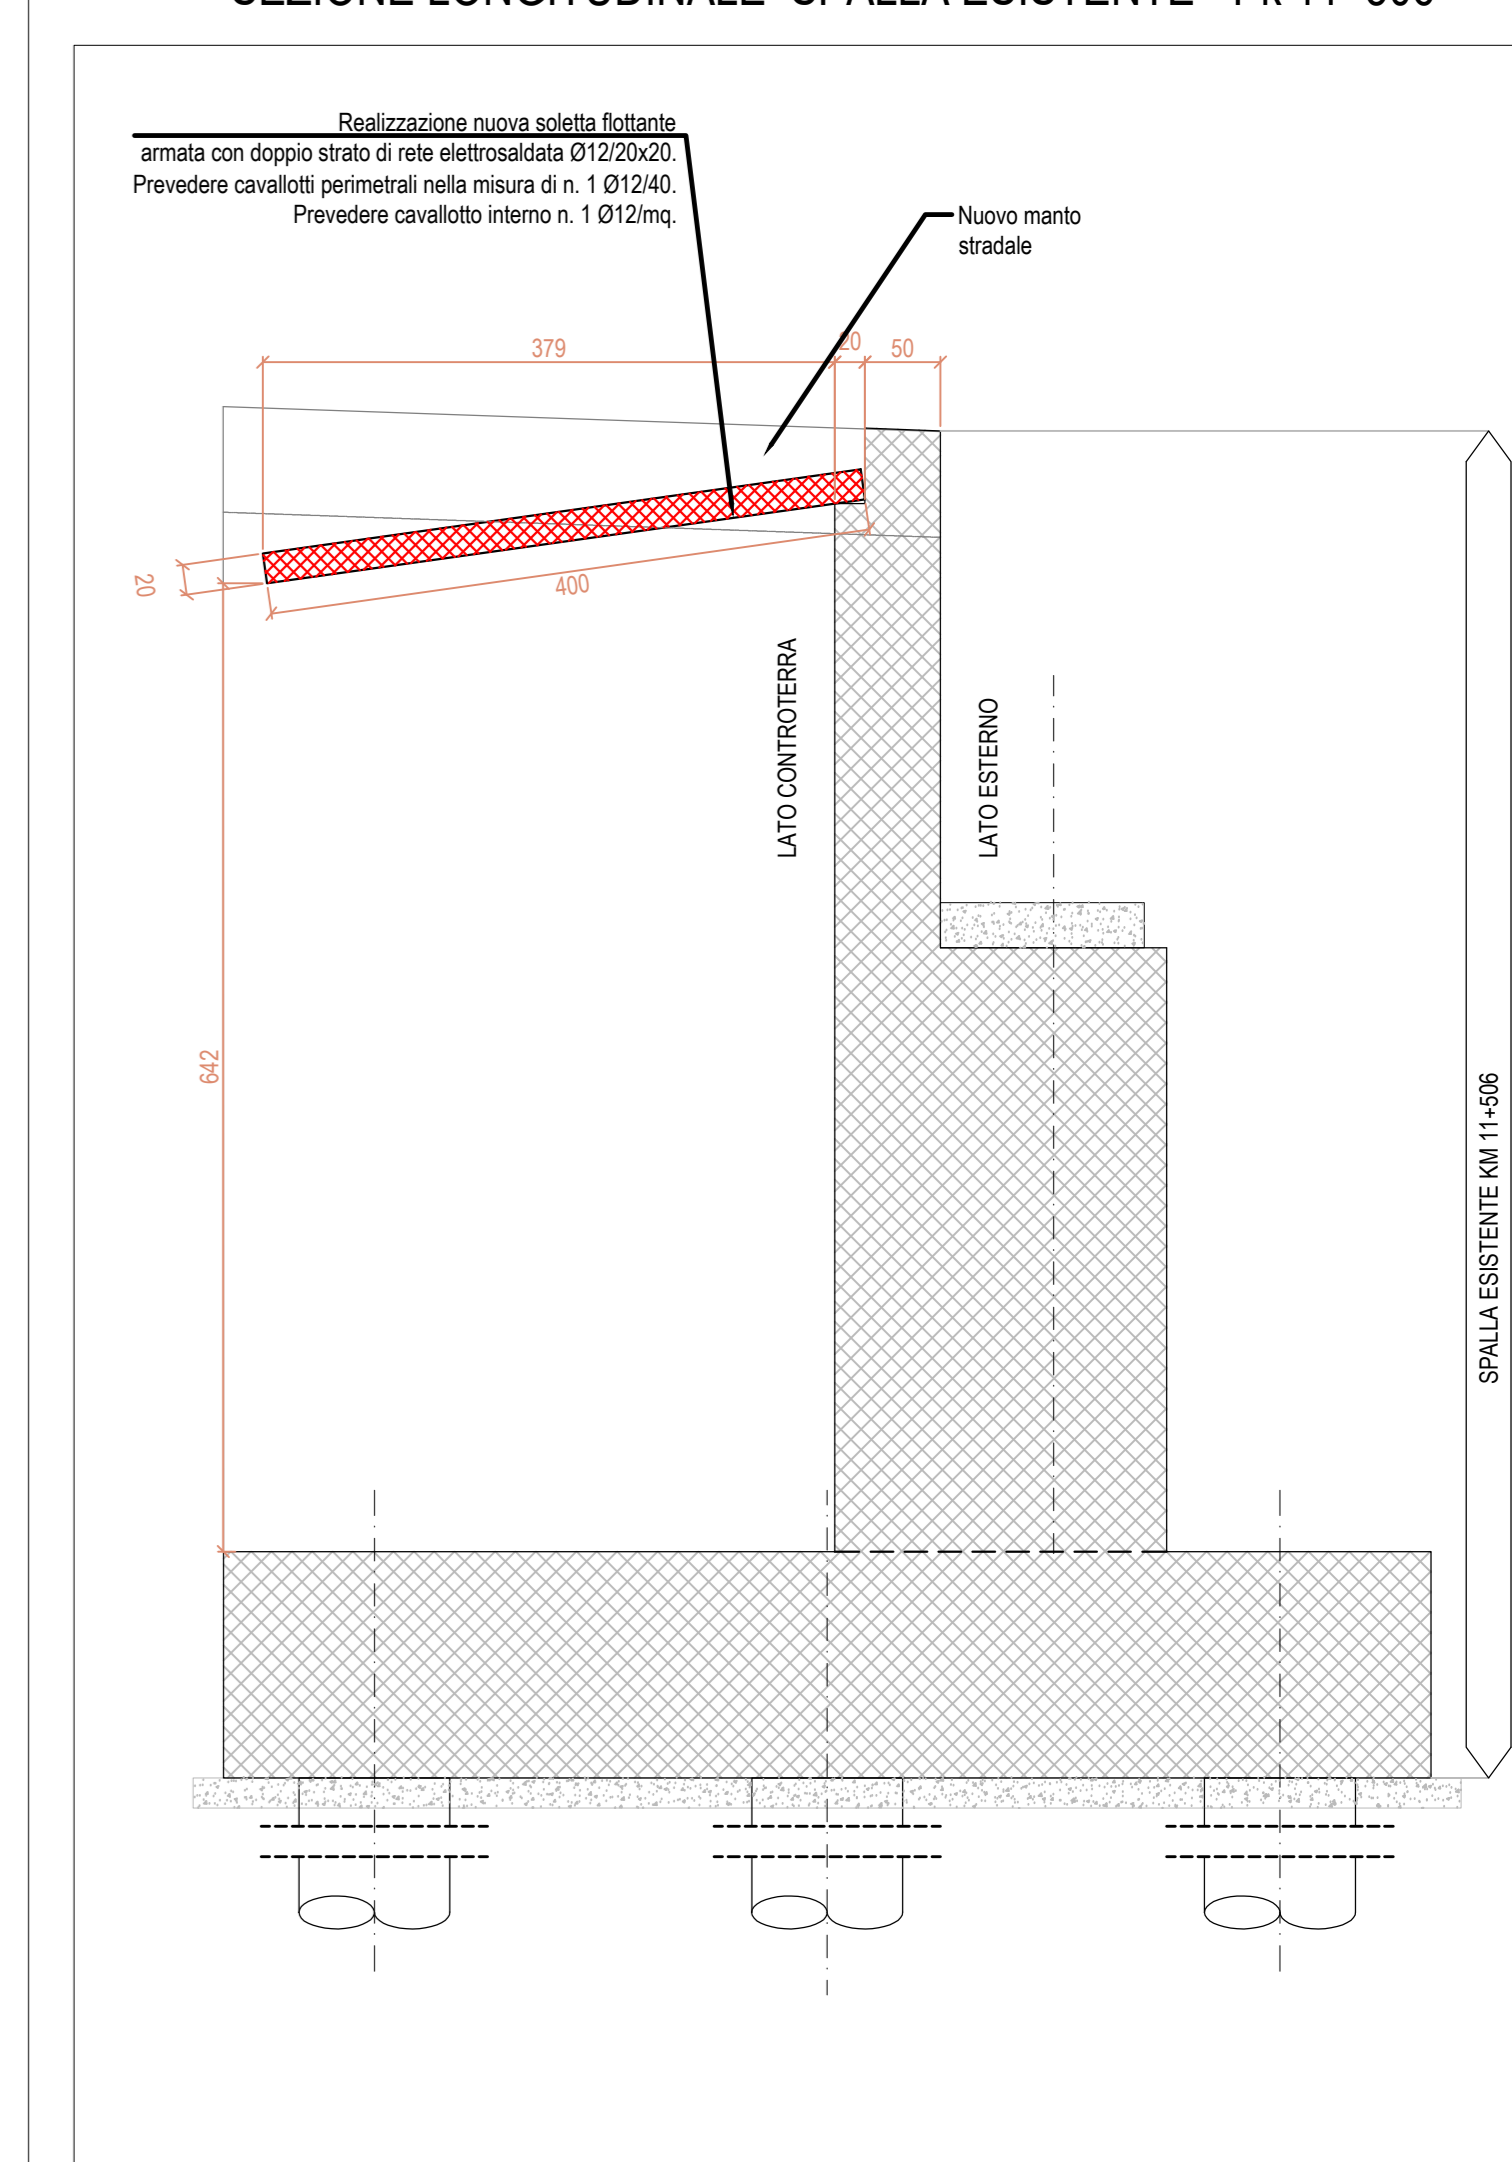 Realizzazione nuova soletta flottante
armata con doppio strato di rete elettrosaldata Ø12/20x20.
Prevedere cavallotti perimetrali nella misura di n. 1 Ø12/40.
Prevedere cavallotto interno n. 1 Ø12/mq.
Nuovo manto
stradale
379
20
50
20
400
LATO CONTROTERRA
LATO ESTERNO
642
SPALLA ESISTENTE KM 11+506